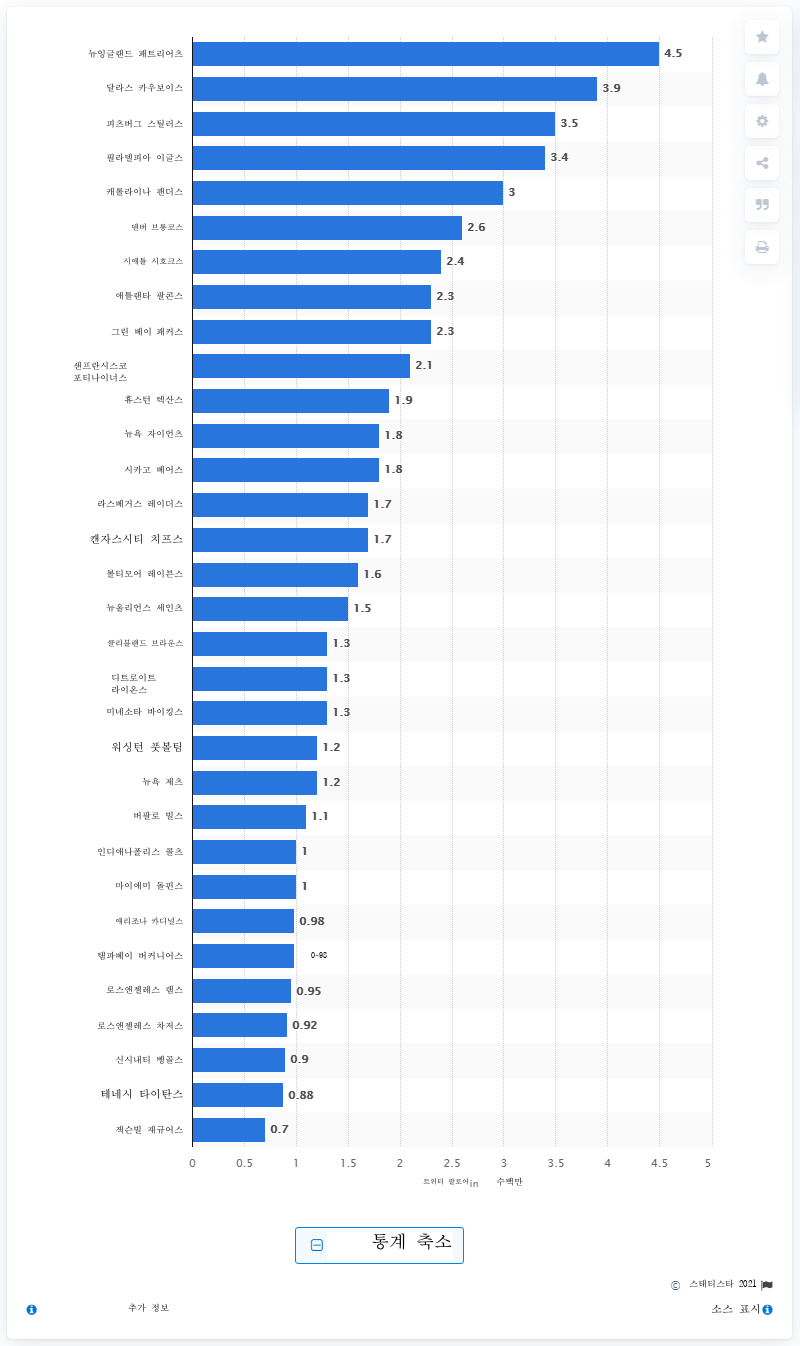 뉴잉글랜드 패트리어츠 4.5
달라스 카우보이스 3.9
피츠버그 스틸러스 3.5
필라델피아 이글스 3.4
캐롤라이나 팬더스 3
덴버 브롱코스 2.6
시애틀 시호크스 2.4
애틀랜타 팔콘스 2.3
그린 베이 패커스 2.3
샌프란시스코 2.1
포티나이너스
휴스턴 텍산스 1.9
뉴욕 자이언츠 1.8
시카고 베어스 1.8
라스베거스 레이더스 1.7
캔자스시티 치프스 1.7
볼티모어 레이븐스 1.6
뉴올리언스 세인츠 1.5
클리블랜드 브라운스 1.3
디트로이트 1.3
라이온스
미네소타 바이킹스 1.3
워싱턴 풋볼팀 1.2
뉴욕 제츠 1.2
버팔로 빌스 1.1
인디애나폴리스 콜츠 1
마이애미 돌핀스 1
애리조나 카디널스 0.98
탬파베이 버커니어스 0-98
로스앤젤레스 램스 0.95
로스앤젤레스 차저스 0.92
신시내티 벵골스 0.9
테네시 타이탄스 0.88
잭슨빌 재규어스 0.7
0 0.5 1 1.5 2 2.5 3 3.5 4 4.5 5
트위터 팔로어in 수백만
통계 축소
© 스태티스타 2021
추가 정보 소스 표시